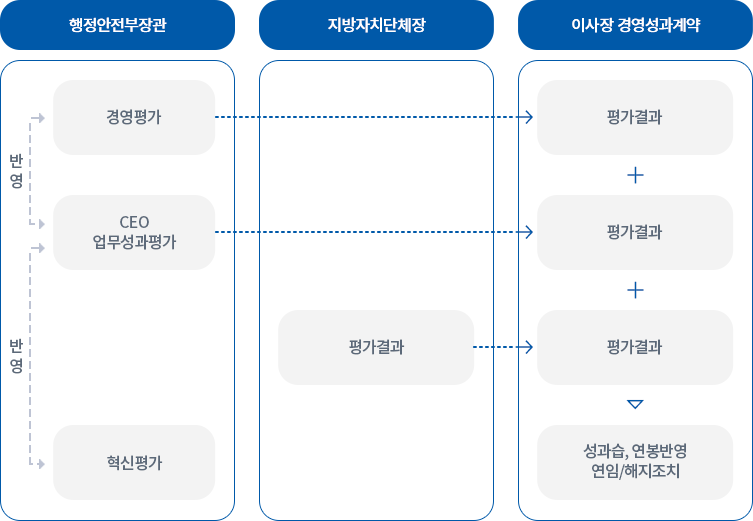 행정안전부장관
지방자치단체장
이사장 경영성과계약
경영평가
평가결과
반
영
+
CEO
업무성과평가
평가결과
+
반
영
평가결과
평가결과
혁신평가
성과습, 연봉반영
연임/해지조치